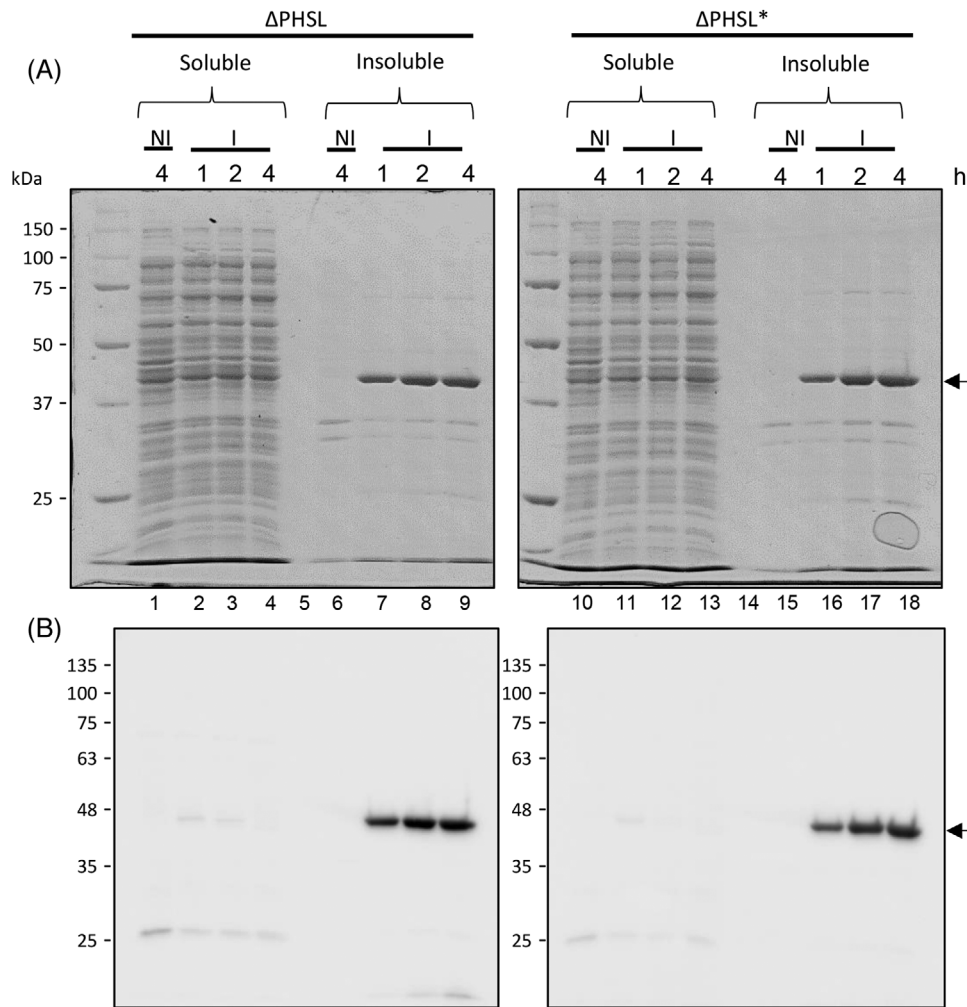 ΔPHSL ΔPHSL*
(A) Soluble Insoluble Soluble Insoluble
NI I NI I NI I NI I
kDa 4 1 2 4 4 1 2 4 4 1 2 4 4 1 2 4 h
150
100
75
50
37
25
1 2 3 4 5 6 7 8 9 10 11 12 13 14 15 16 17 18
(B)
135 135
100 100
75 75
63 63
48 48
35 35
25 25